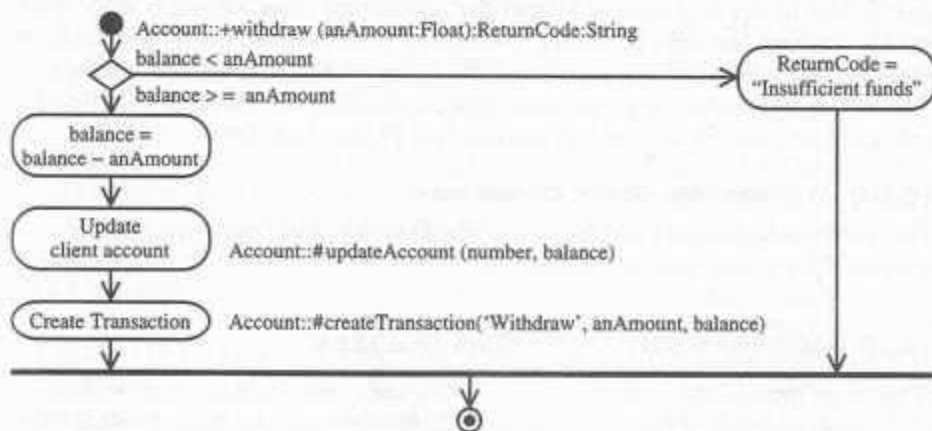 Account::+withdraw (anAmount:Float):ReturnCode:String
balance < anAmount
ReturnCode =
“Insufficient funds”
balance >= anAmount
balance =
balance – anAmount
Update
client account
Account::#updateAccount (number, balance)
Create Transaction
Account::#createTransaction(‘Withdraw’, anAmount, balance)